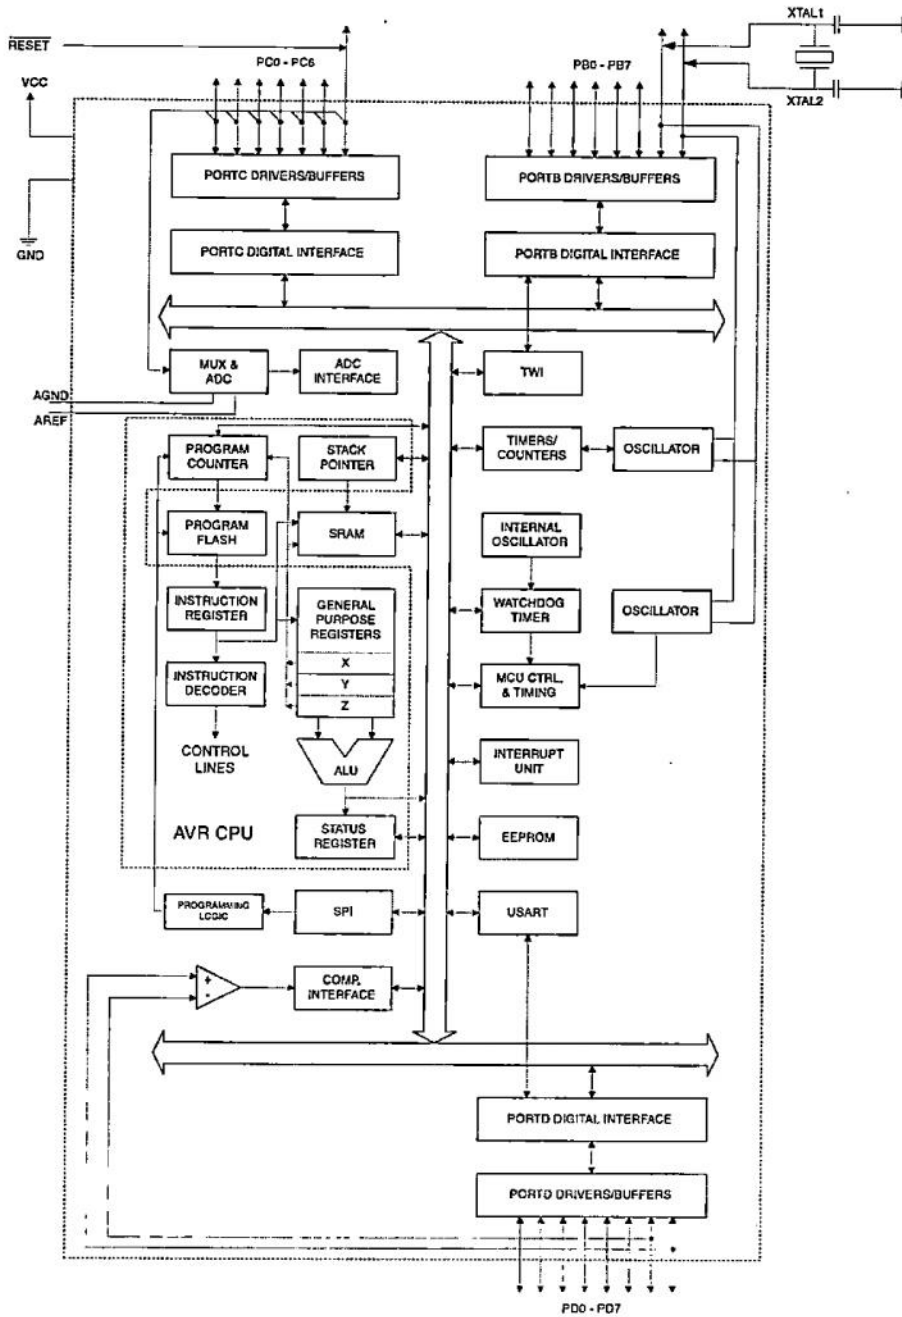 XTAL1
RESET
PC0 - PC6
PB0 - PB7
VCC
XTAL2
PORTC DRIVERS/BUFFERS
PORTB DRIVERS/BUFFERS
GND
PORTC DIGITAL INTERFACE
PORTB DIGITAL INTERFACE
MUX &
ADC
ADC
INTERFACE
TWI
AGND
AREF
PROGRAM
COUNTER
STACK
POINTER
TIMERS/
COUNTERS
OSCILLATOR
PROGRAM
FLASH
SRAM
INTERNAL
OSCILLATOR
INSTRUCTION
REGISTER
GENERAL
PURPOSE
REGISTERS
X
Y
Z
WATCHDOG
TIMER
OSCILLATOR
INSTRUCTION
DECODER
MCU CTRL.
& TIMING
CONTROL
LINES
ALU
INTERRUPT
UNIT
AVR CPU
STATUS
REGISTER
EEPROM
PROGRAMMING
LOGIC
SPI
USART
+
-
COMP.
INTERFACE
PORTD DIGITAL INTERFACE
PORTD DRIVERS/BUFFERS
PD0 - PD7